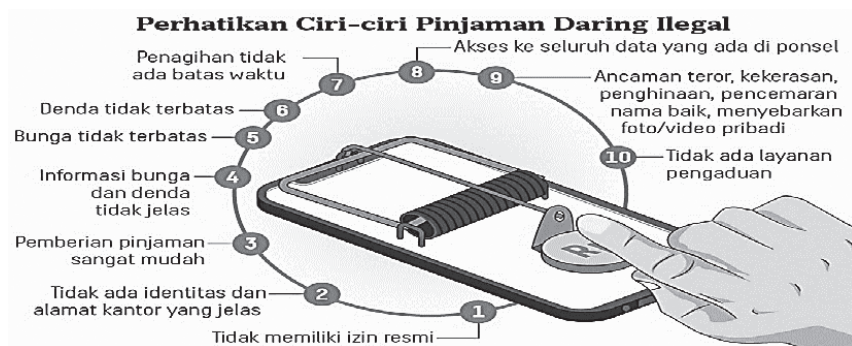 Perhatikan Ciri-ciri Pinjaman Daring Ilegal
1
Tidak memiliki izin resmi
2
Tidak ada identitas dan
alamat kantor yang jelas
3
Pemberian pinjaman
sangat mudah
4
Informasi bunga
dan denda
tidak jelas
5
Bunga tidak terbatas
6
Denda tidak terbatas
7
Penagihan tidak
ada batas waktu
8
Akses ke seluruh data yang ada di ponsel
9
Ancaman teror, kekerasan,
penghinaan, pencemaran
nama baik, menyebarkan
foto/video pribadi
10
Tidak ada layanan
pengaduan